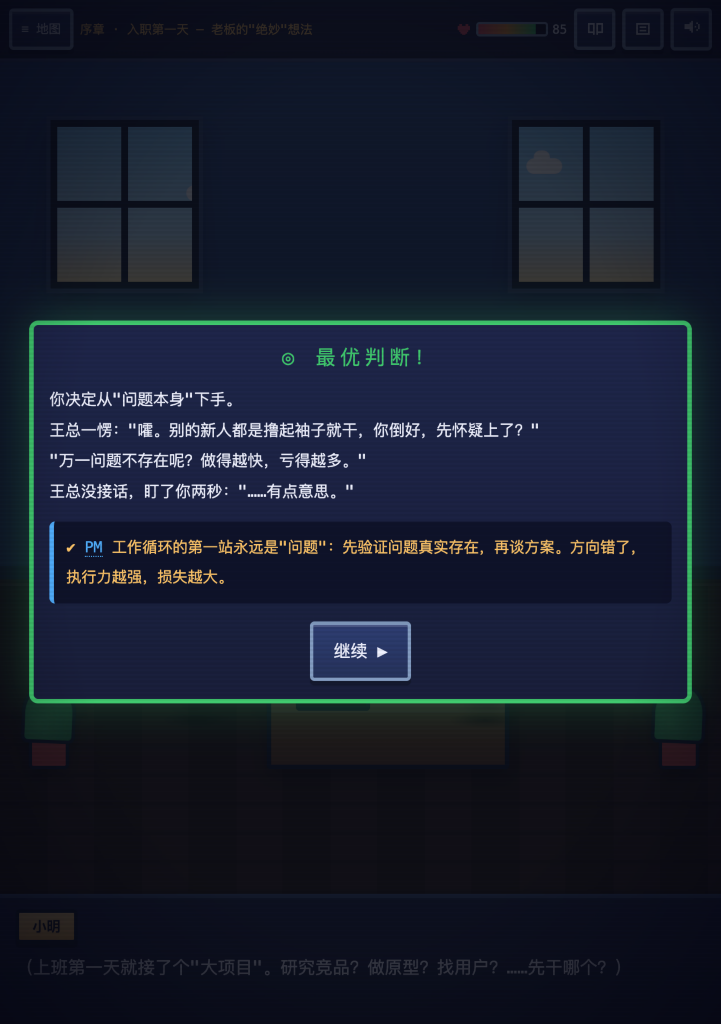 ≡ 地图
序章 · 入职第一天 — 老板的"绝妙"想法
85
◎ 最优判断!
你决定从"问题本身"下手。
王总一愣："嚯。别的新人都是撸起袖子就干，你倒好，先怀疑上了？"
"万一问题不存在呢？做得越快，亏得越多。"
王总没接话，盯了你两秒："……有点意思。"
✔ PM 工作循环的第一站永远是"问题"：先验证问题真实存在，再谈方案。方向错了，
执行力越强，损失越大。
继续 ▶
小明
（上班第一天就接了个"大项目"。研究竞品？做原型？找用户？……先干哪个？）